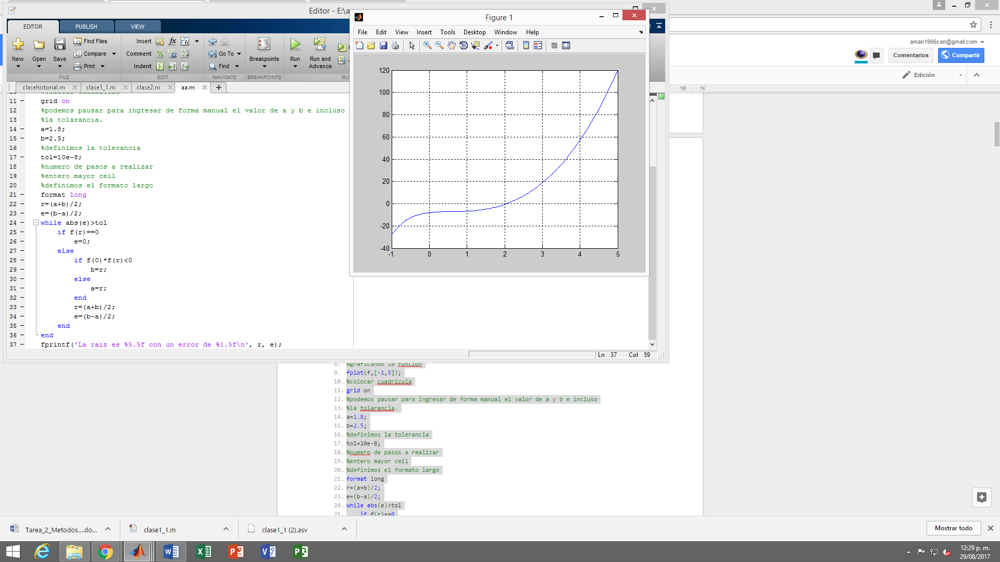 Editor - E:\a
EDITOR PUBLISH VIEW
New Open Save Find Files Compare Print
FILE
Insert Comment Indent
EDIT
Go To Find
NAVIGATE
Breakpoints
BREAKPOINTS
Run Run and Advance
RU
clasehistorial.m clase1_1.m clase2.m aa.m
11 grid on
12 %podemos pausar para ingresar de forma manual el valor de a y b e incluso
13 %la tolarancia.
14 a=1.8;
15 b=2.5;
16 %definimos la tolerancia
17 tol=10e-8;
18 %numero de pasos a realizar
19 %entero mayor ceil
20 %definimos el formato largo
21 format long
22 r=(a+b)/2;
23 e=(b-a)/2;
24 while abs(e)>tol
25 if f(r)==0
26 e=0;
27 else
28 if f(0)*f(r)<0
29 b=r;
30 else
31 a=r;
32 end
33 r=(a+b)/2;
34 e=(b-a)/2;
35 end
36 end
37 fprintf('La raiz es %5.5f con un error de %1.5f\n', r, e);
Ln 37 Col 59
Figure 1
File Edit View Insert Tools Desktop Window Help
120
100
80
60
40
20
0
-20
-40
-1 0 1 2 3 4 5
aman1996can@gmail.com
Comentarios Compartir
Edición
18 19
8. %graficando la funcion
9. fplot(f,[-1,5]);
10. %colocar cuadricula
11. grid on
12. %podemos pausar para ingresar de forma manual el valor de a y b e incluso
13. %la tolarancia.
14. a=1.8;
15. b=2.5;
16. %definimos la tolerancia
17. tol=10e-8;
18. %numero de pasos a realizar
19. %entero mayor ceil
20. %definimos el formato largo
21. format long
22. r=(a+b)/2;
23. e=(b-a)/2;
24. while abs(e)>tol
25. if f(r)==0
Tarea_2_Metodos....do... clase1_1.m clase1_1 (2).asv Mostrar todo
12:29 p. m.
29/08/2017